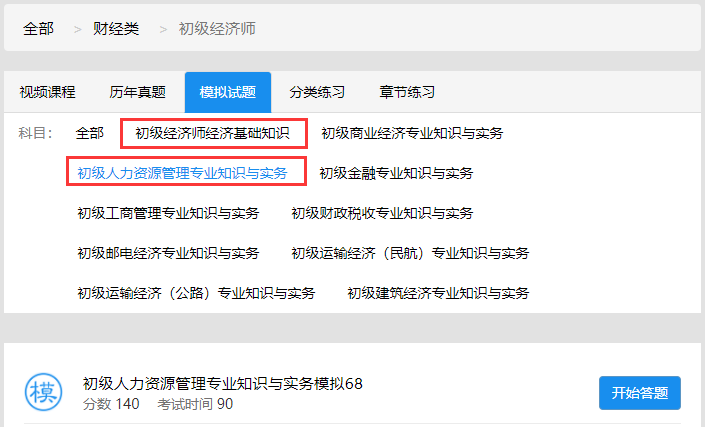 全部 > 财经类 > 初级经济师
视频课程 历年真题 模拟试题 分类练习 章节练习
科目： 全部 初级经济师经济基础知识 初级商业经济专业知识与实务
初级人力资源管理专业知识与实务 初级金融专业知识与实务
初级工商管理专业知识与实务 初级财政税收专业知识与实务
初级邮电经济专业知识与实务 初级运输经济（民航）专业知识与实务
初级运输经济（公路）专业知识与实务 初级建筑经济专业知识与实务
模 初级人力资源管理专业知识与实务模拟68 开始答题
分数 140 考试时间 90